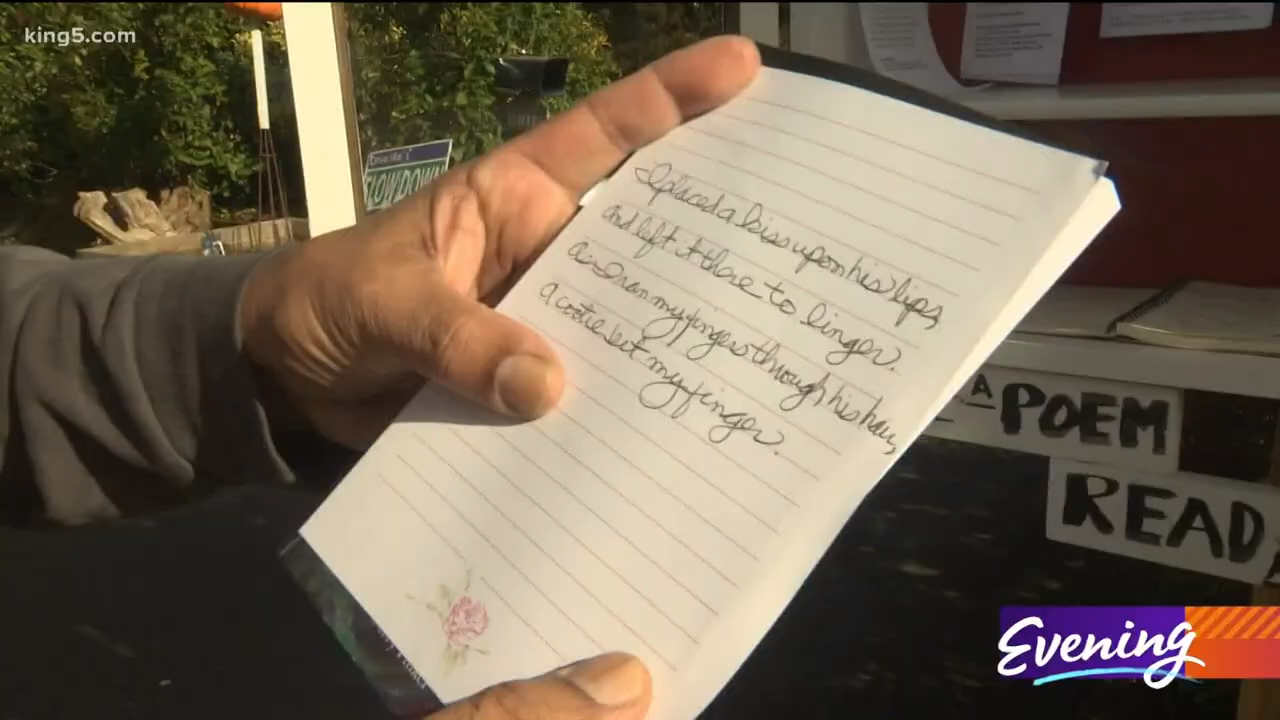 king5.com
SLOW DOWN
I placed a kiss upon his lips,
and left it there to linger.
As I ran my fingers through his hair,
a cootie bit my finger.
A POEM
READ
Evening